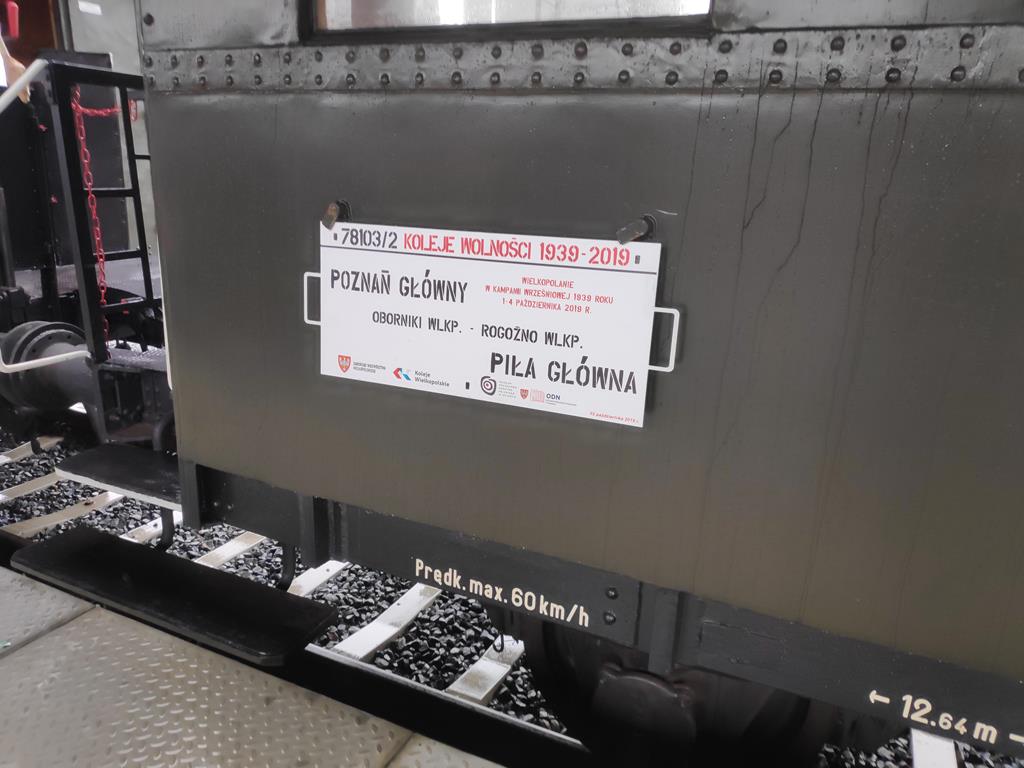 78103/2 KOLEJE WOLNOŚCI 1939-2019
POZNAŃ GŁÓWNY
WIELKOPOLANIE
W KAMPANII WRZEŚNIOWEJ 1939 ROKU
1-4 PAŹDZIERNIKA 2019 R.
OBORNIKI WLKP. - ROGOŹNO WLKP.
PIŁA GŁÓWNA
Koleje
Wielkopolskie
ODN
Prędk. max. 60 km/h
← 12.64 m →